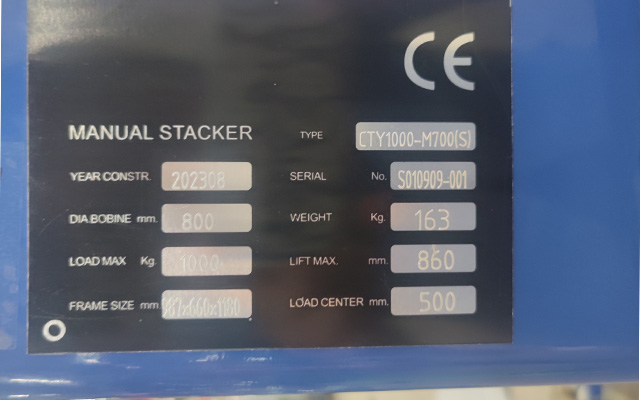 CE
MANUAL STACKER TYPE CTY1000-M700(S)
YEAR CONSTR. 202308 SERIAL No. S010909-001
DIA.BOBINE mm. 800 WEIGHT Kg. 163
LOAD MAX Kg. 1000 LIFT MAX. mm. 860
FRAME SIZE mm. 987x660x1180 LOAD CENTER mm. 500